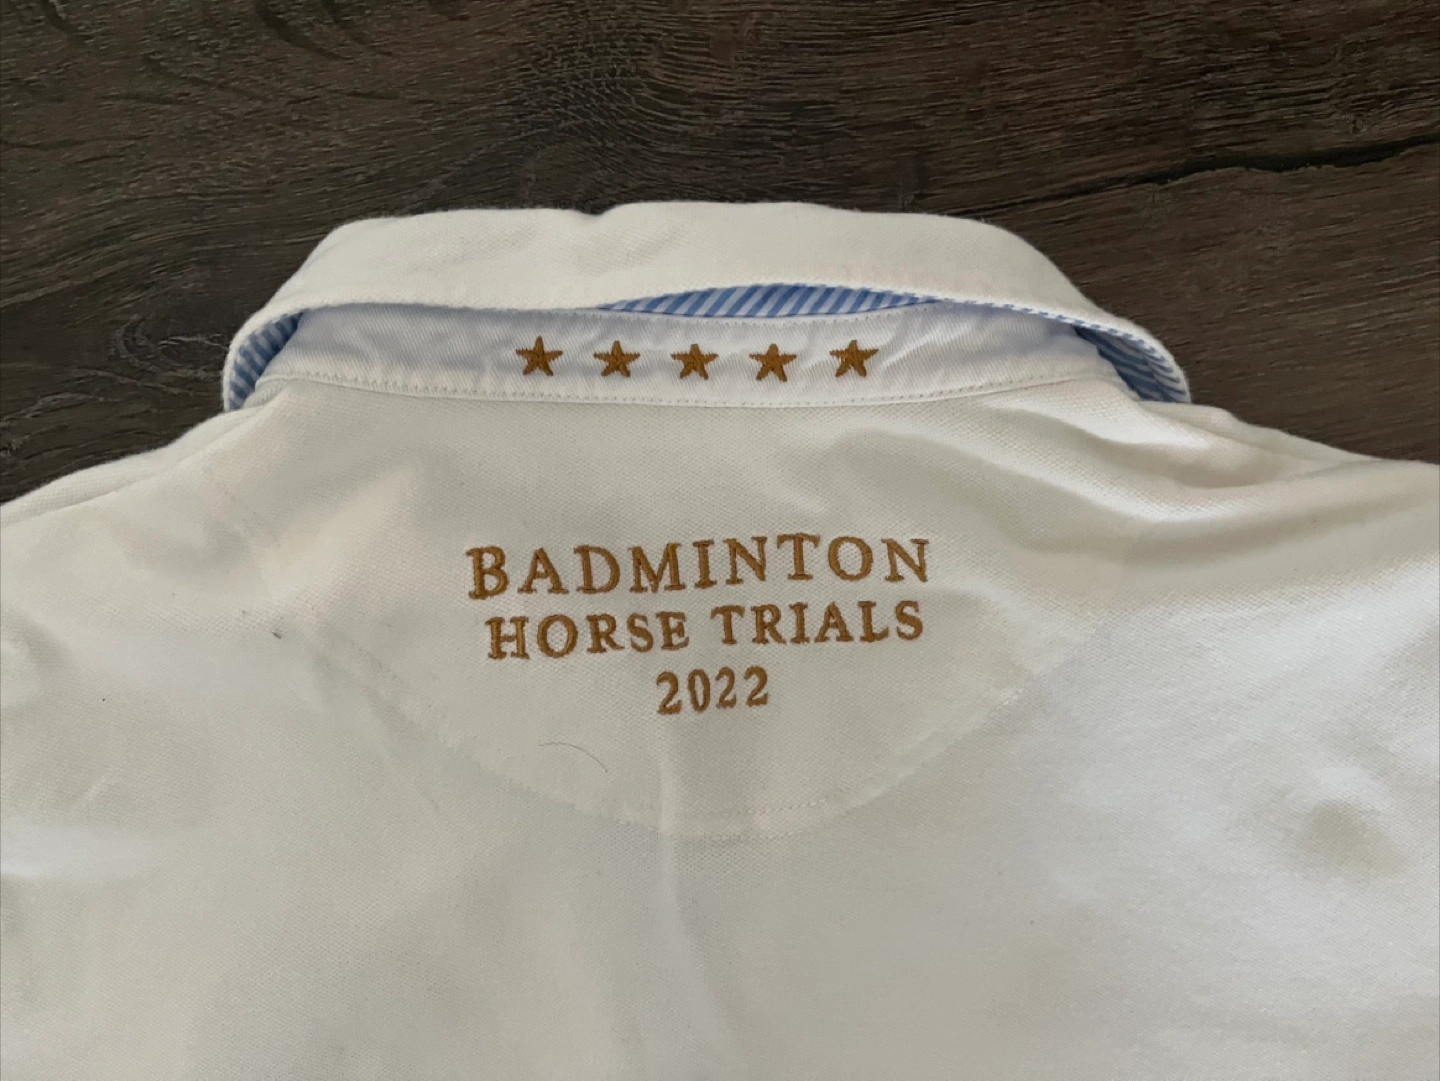 BADMINTON
HORSE TRIALS
2022